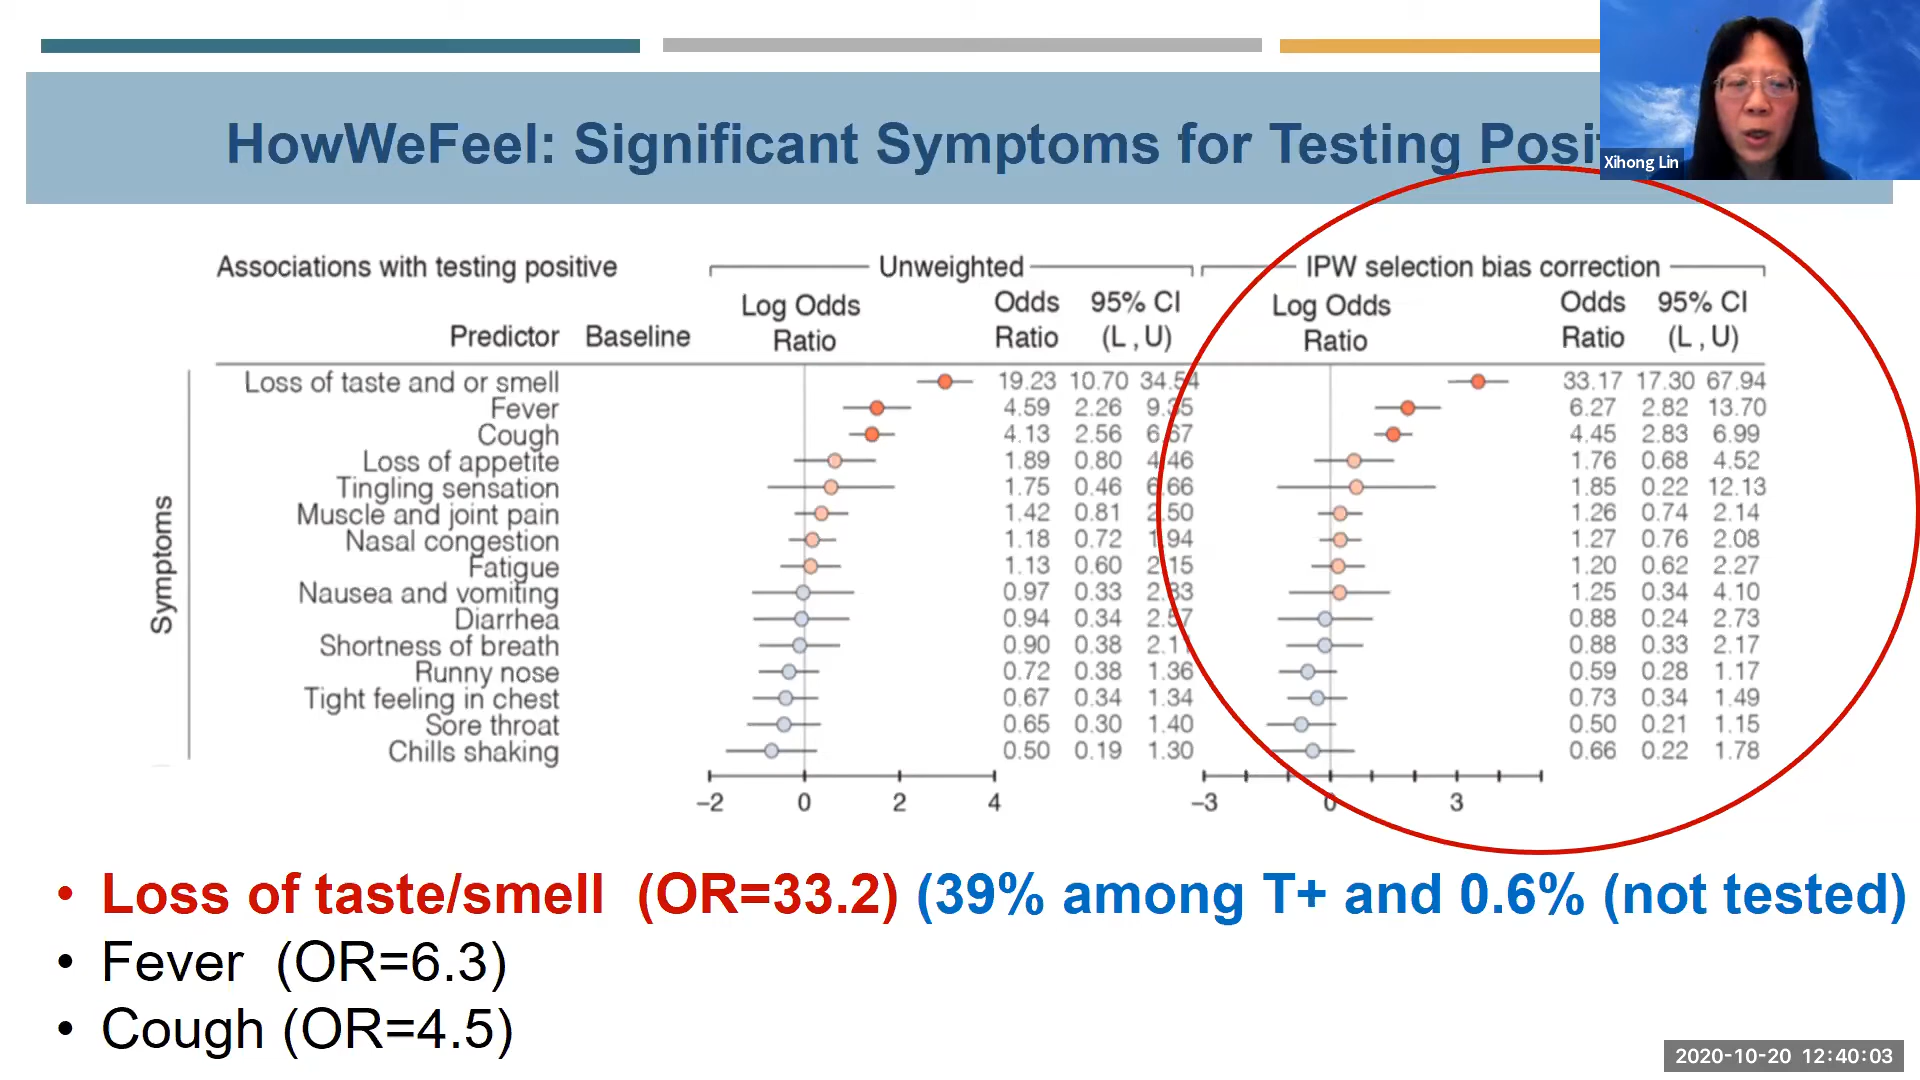 HowWeFeel: Significant Symptoms for Testing Posi
Xihong Lin
Associations with testing positive
Unweighted
IPW selection bias correction
Predictor Baseline Log Odds Ratio Odds Ratio 95% CI (L , U) Log Odds Ratio Odds Ratio 95% CI (L , U)
Symptoms
Loss of taste and or smell 19.23 10.70 34.54 33.17 17.30 67.94
Fever 4.59 2.26 9.35 6.27 2.82 13.70
Cough 4.13 2.56 6.67 4.45 2.83 6.99
Loss of appetite 1.89 0.80 4.46 1.76 0.68 4.52
Tingling sensation 1.75 0.46 6.66 1.85 0.22 12.13
Muscle and joint pain 1.42 0.81 2.50 1.26 0.74 2.14
Nasal congestion 1.18 0.72 1.94 1.27 0.76 2.08
Fatigue 1.13 0.60 2.15 1.20 0.62 2.27
Nausea and vomiting 0.97 0.33 2.83 1.25 0.34 4.10
Diarrhea 0.94 0.34 2.57 0.88 0.24 2.73
Shortness of breath 0.90 0.38 2.11 0.88 0.33 2.17
Runny nose 0.72 0.38 1.36 0.59 0.28 1.17
Tight feeling in chest 0.67 0.34 1.34 0.73 0.34 1.49
Sore throat 0.65 0.30 1.40 0.50 0.21 1.15
Chills shaking 0.50 0.19 1.30 0.66 0.22 1.78
−2 0 2 4 −3 0 3
• Loss of taste/smell (OR=33.2) (39% among T+ and 0.6% (not tested)
• Fever (OR=6.3)
• Cough (OR=4.5)
2020-10-20 12:40:03